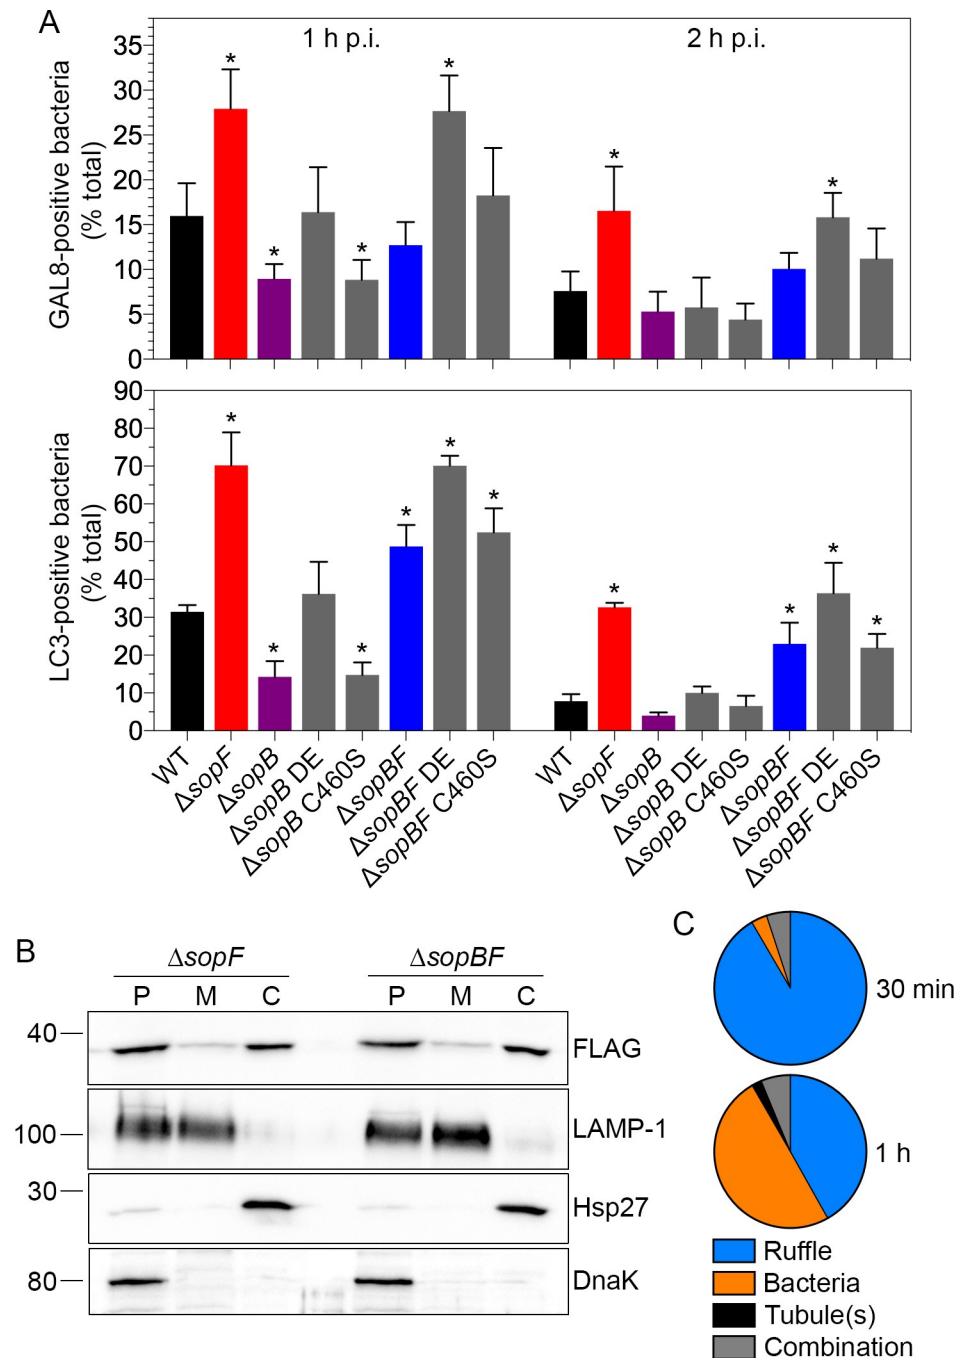 A
1 h p.i.
2 h p.i.
GAL8-positive bacteria
(% total)
35
30
25
20
15
10
5
0
* * * * * * *
LC3-positive bacteria
(% total)
90
80
70
60
50
40
30
20
10
0
* * * * * * * * * *
WT
ΔsopF
ΔsopB
ΔsopB DE
ΔsopB C460S
ΔsopBF
ΔsopBF DE
ΔsopBF C460S
WT
ΔsopF
ΔsopB
ΔsopB DE
ΔsopB C460S
ΔsopBF
ΔsopBF DE
ΔsopBF C460S
B
ΔsopF ΔsopBF
P M C P M C
40 FLAG
100 LAMP-1
30 Hsp27
80 DnaK
C
30 min
1 h
Ruffle
Bacteria
Tubule(s)
Combination